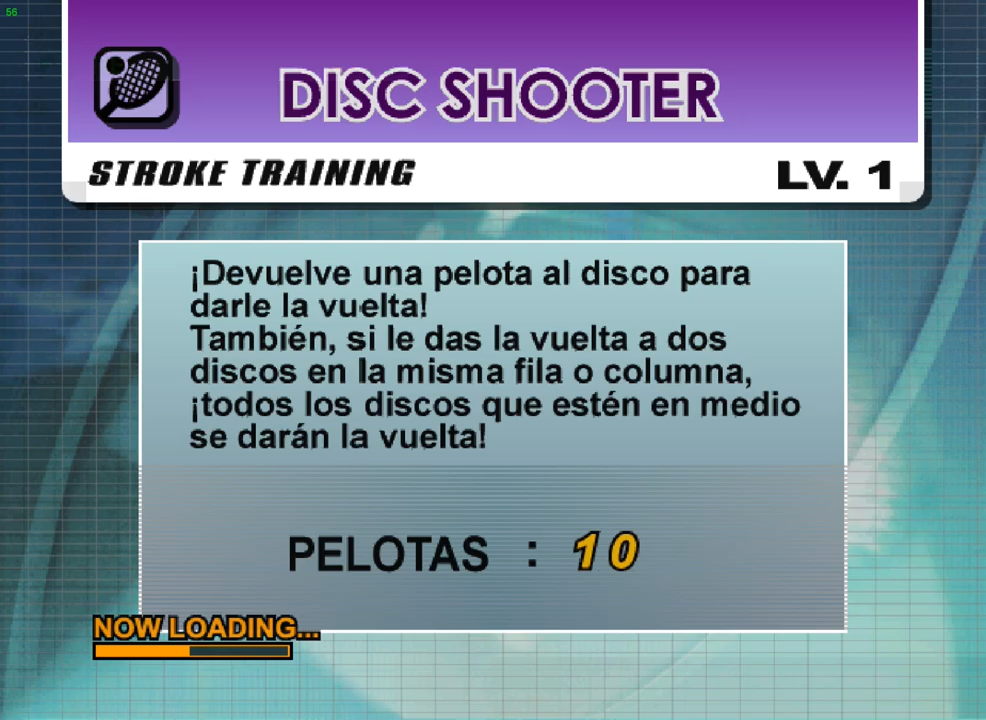 56
DISC SHOOTER
STROKE TRAINING
LV. 1
¡Devuelve una pelota al disco para
darle la vuelta!
También, si le das la vuelta a dos
discos en la misma fila o columna,
¡todos los discos que estén en medio
se darán la vuelta!
PELOTAS : 10
NOW LOADING...